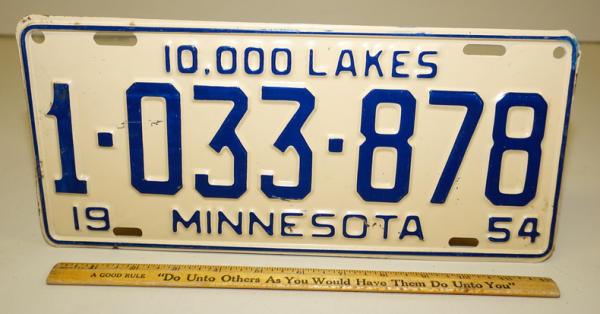 10,000 LAKES
1·033·878
19 MINNESOTA 54
A GOOD RULE "Do Unto Others As You Would Have Them Do Unto You"